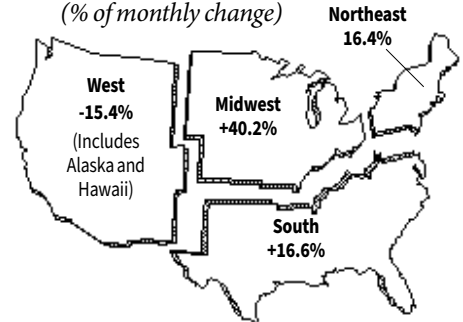 (% of monthly change)
Northeast
16.4%
West
-15.4%
(Includes
Alaska and
Hawaii)
Midwest
+40.2%
South
+16.6%